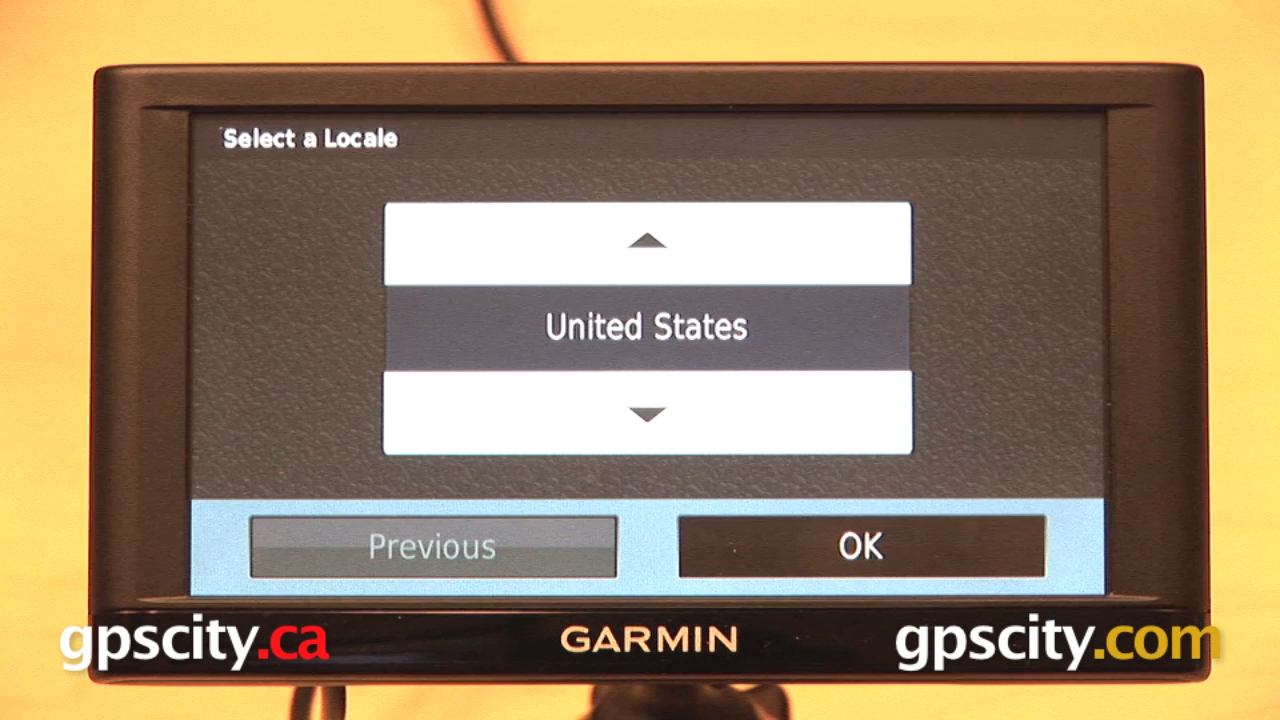 Select a Locale
United States
Previous
OK
gpscity.ca
GARMIN
gpscity.com